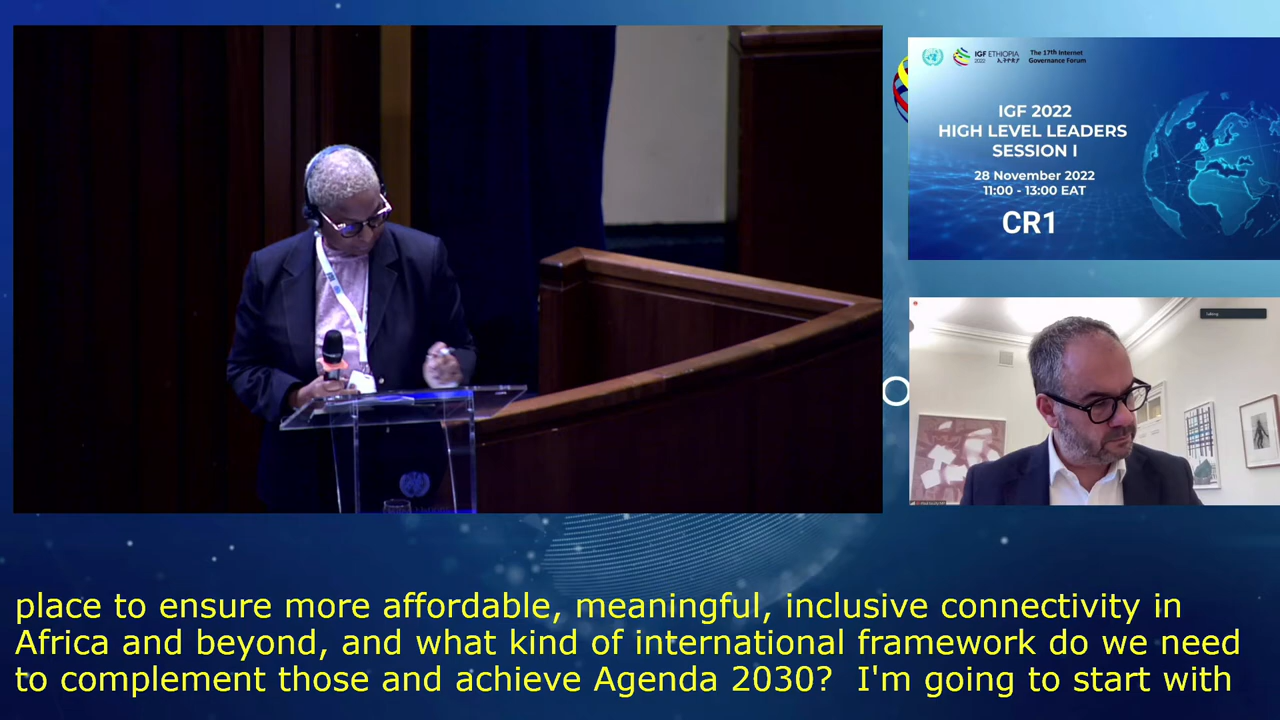 IGF ETHIOPIA
2022 ኢትዮጵያ
The 17th Internet
Governance Forum
IGF 2022
HIGH LEVEL LEADERS
SESSION I
28 November 2022
11:00 - 13:00 EAT
CR1
O
place to ensure more affordable, meaningful, inclusive connectivity in
Africa and beyond, and what kind of international framework do we need
to complement those and achieve Agenda 2030?  I'm going to start with